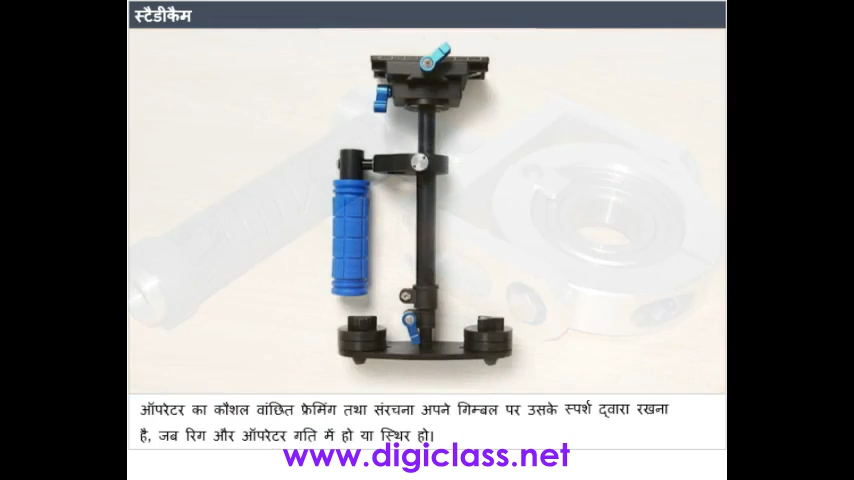 स्टैडीकैम
ऑपरेटर का कौशल वांछित फ्रेमिंग तथा संरचना अपने गिम्बल पर उसके स्पर्श द्वारा रखना
है, जब रिग और ऑपरेटर गति में हो या स्थिर हो।
www.digiclass.net